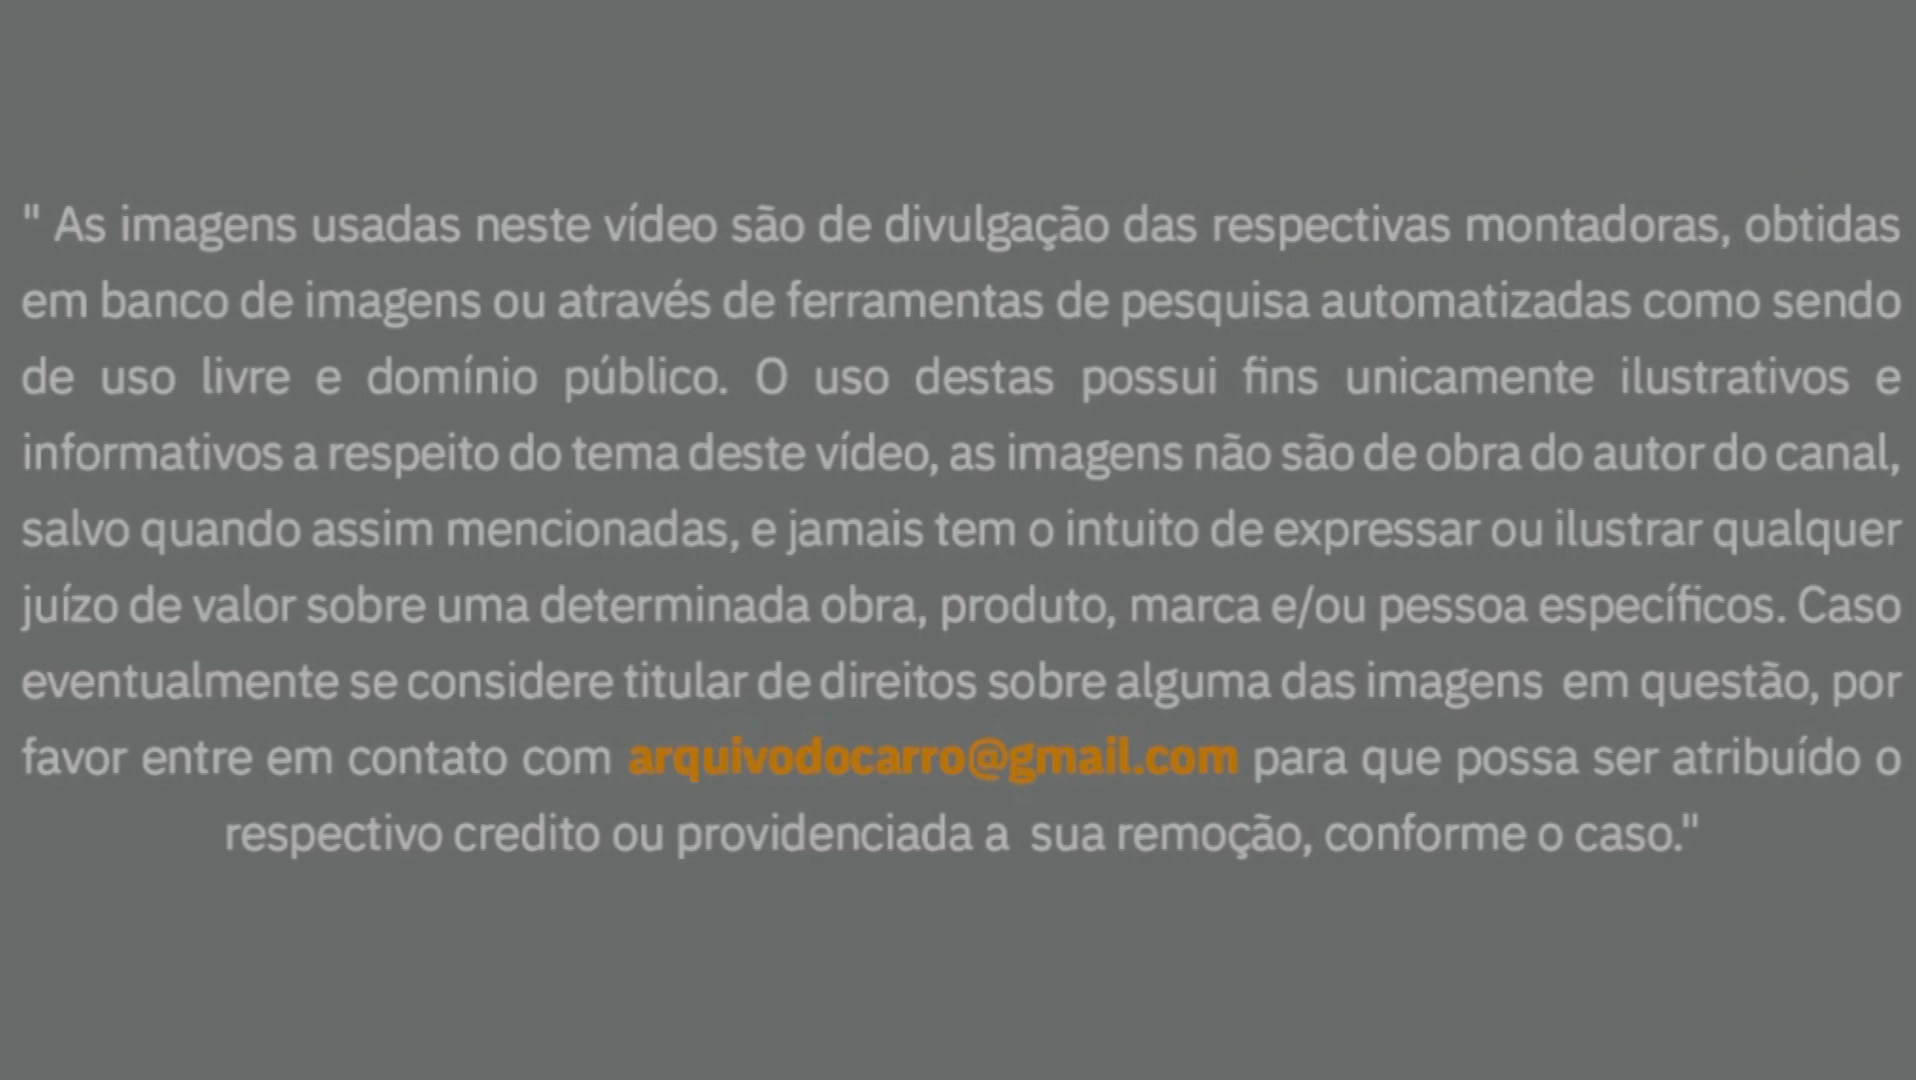 " As imagens usadas neste vídeo são de divulgação das respectivas montadoras, obtidas
em banco de imagens ou através de ferramentas de pesquisa automatizadas como sendo
de uso livre e domínio público. O uso destas possui fins unicamente ilustrativos e
informativos a respeito do tema deste vídeo, as imagens não são de obra do autor do canal,
salvo quando assim mencionadas, e jamais tem o intuito de expressar ou ilustrar qualquer
juízo de valor sobre uma determinada obra, produto, marca e/ou pessoa específicos. Caso
eventualmente se considere titular de direitos sobre alguma das imagens em questão, por
favor entre em contato com arquivodocarro@gmail.com para que possa ser atribuído o
respectivo credito ou providenciada a sua remoção, conforme o caso."